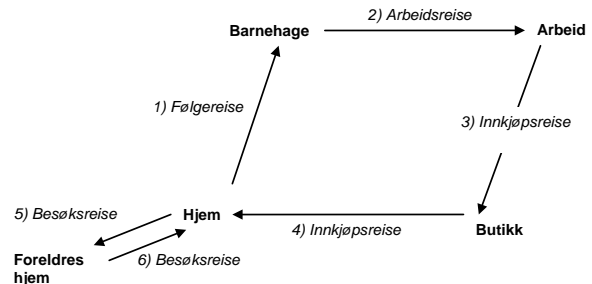 2) Arbeidsreise
Barnehage
Arbeid
1) Følgereise
3) Innkjøpsreise
5) Besøksreise
Hjem
4) Innkjøpsreise
Butikk
Foreldres
hjem
6) Besøksreise